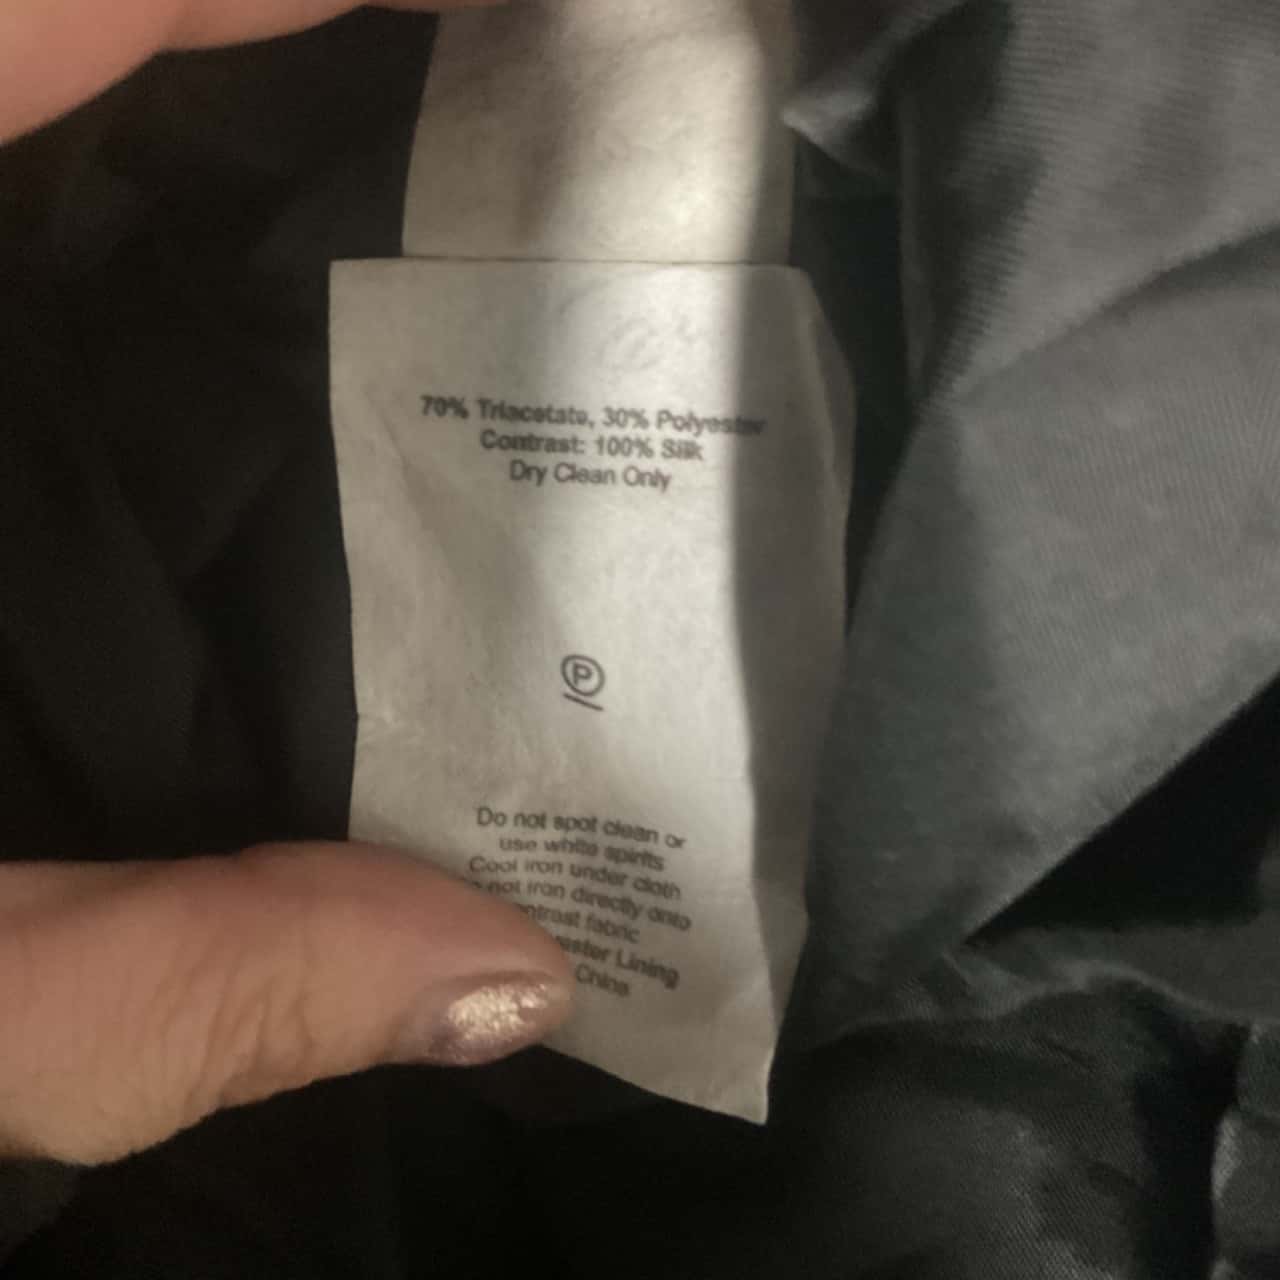 70% Triacetate, 30% Polyester
Contrast: 100% Silk
Dry Clean Only
P
Do not spot clean or
use white spirits
Cool iron under cloth
not iron directly onto
fabric
Lining
China